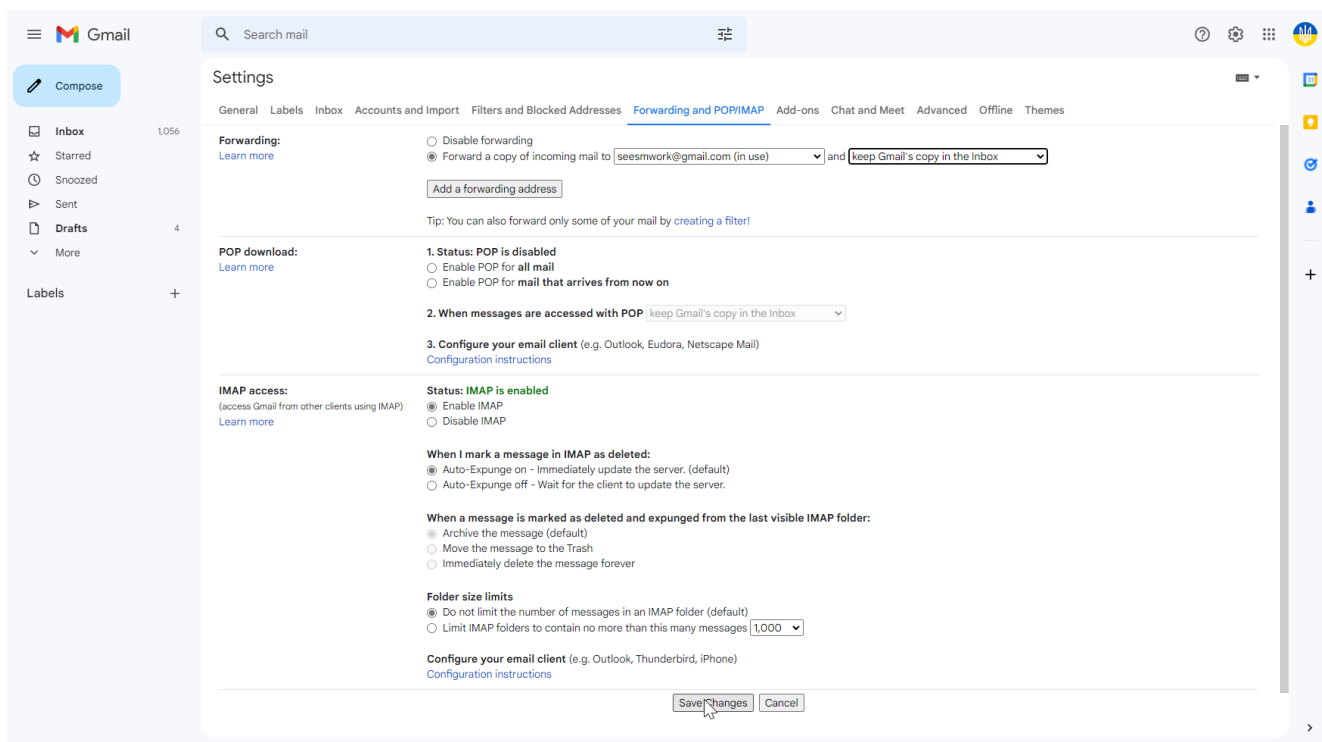 Gmail
Search mail
Compose
Inbox 1,056
Starred
Snoozed
Sent
Drafts 4
More
Labels
Settings
General Labels Inbox Accounts and Import Filters and Blocked Addresses Forwarding and POP/IMAP Add-ons Chat and Meet Advanced Offline Themes
Forwarding:
Learn more
Disable forwarding
Forward a copy of incoming mail to seesmwork@gmail.com (in use) and keep Gmail's copy in the Inbox
Add a forwarding address
Tip: You can also forward only some of your mail by creating a filter!
POP download:
Learn more
1. Status: POP is disabled
Enable POP for all mail
Enable POP for mail that arrives from now on
2. When messages are accessed with POP keep Gmail's copy in the Inbox
3. Configure your email client (e.g. Outlook, Eudora, Netscape Mail)
Configuration instructions
IMAP access:
(access Gmail from other clients using IMAP)
Learn more
Status: IMAP is enabled
Enable IMAP
Disable IMAP
When I mark a message in IMAP as deleted:
Auto-Expunge on - Immediately update the server. (default)
Auto-Expunge off - Wait for the client to update the server.
When a message is marked as deleted and expunged from the last visible IMAP folder:
Archive the message (default)
Move the message to the Trash
Immediately delete the message forever
Folder size limits
Do not limit the number of messages in an IMAP folder (default)
Limit IMAP folders to contain no more than this many messages 1,000
Configure your email client (e.g. Outlook, Thunderbird, iPhone)
Configuration instructions
Save Changes Cancel
31